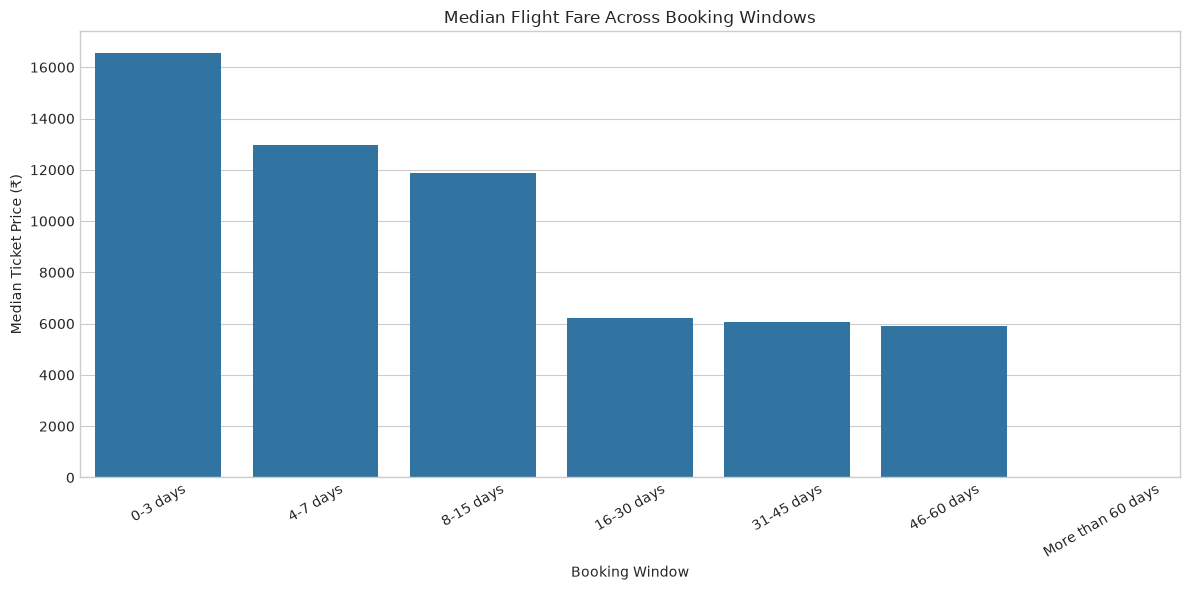 Median Flight Fare Across Booking Windows
Median Ticket Price (₹)
16000
14000
12000
10000
8000
6000
4000
2000
0
0-3 days
4-7 days
8-15 days
16-30 days
31-45 days
46-60 days
More than 60 days
Booking Window